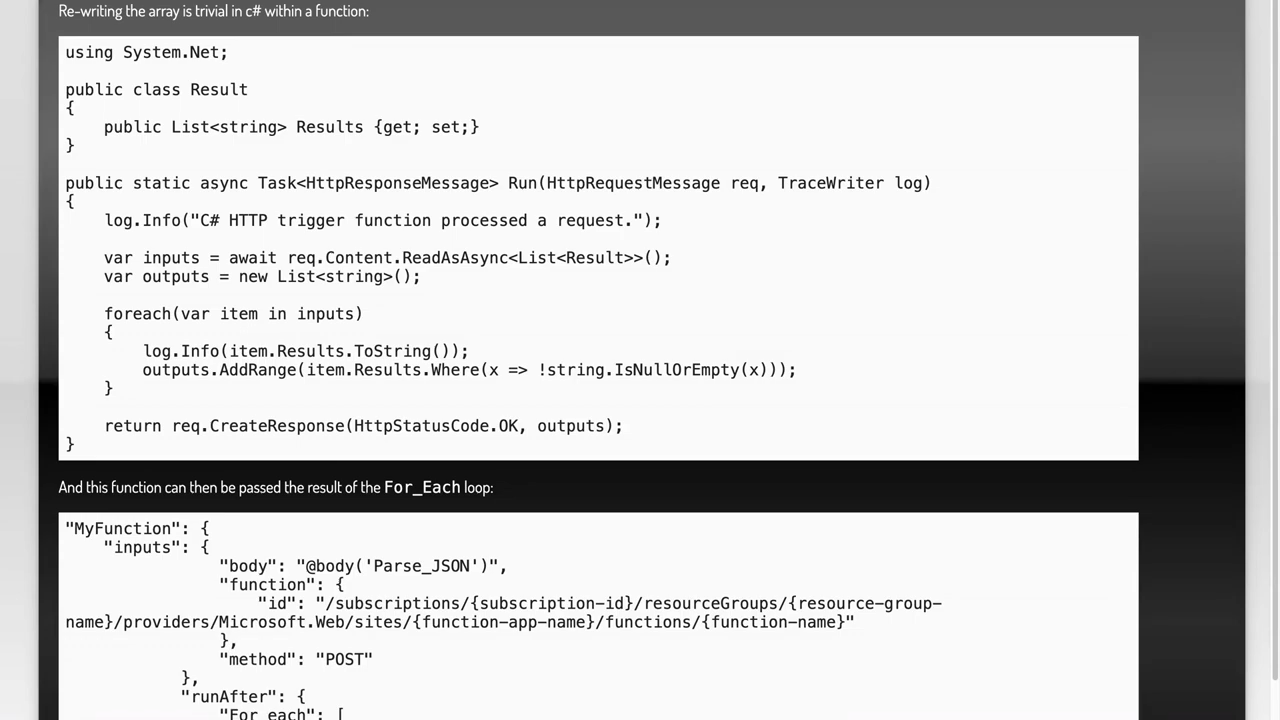 Re-writing the array is trivial in c# within a function:
using System.Net;
public class Result
{
public List<string> Results {get; set;}
}
public static async Task<HttpResponseMessage> Run(HttpRequestMessage req, TraceWriter log)
{
log.Info("C# HTTP trigger function processed a request.");
var inputs = await req.Content.ReadAsAsync<List<Result>>();
var outputs = new List<string>();
foreach(var item in inputs)
{
log.Info(item.Results.ToString());
outputs.AddRange(item.Results.Where(x => !string.IsNullOrEmpty(x)));
}
return req.CreateResponse(HttpStatusCode.OK, outputs);
}
And this function can then be passed the result of the For_Each loop:
"MyFunction": {
"inputs": {
"body": "@body('Parse_JSON')",
"function": {
"id": "/subscriptions/{subscription-id}/resourceGroups/{resource-group-
name}/providers/Microsoft.Web/sites/{function-app-name}/functions/{function-name}"
},
"method": "POST"
},
"runAfter": {
"For_each": [